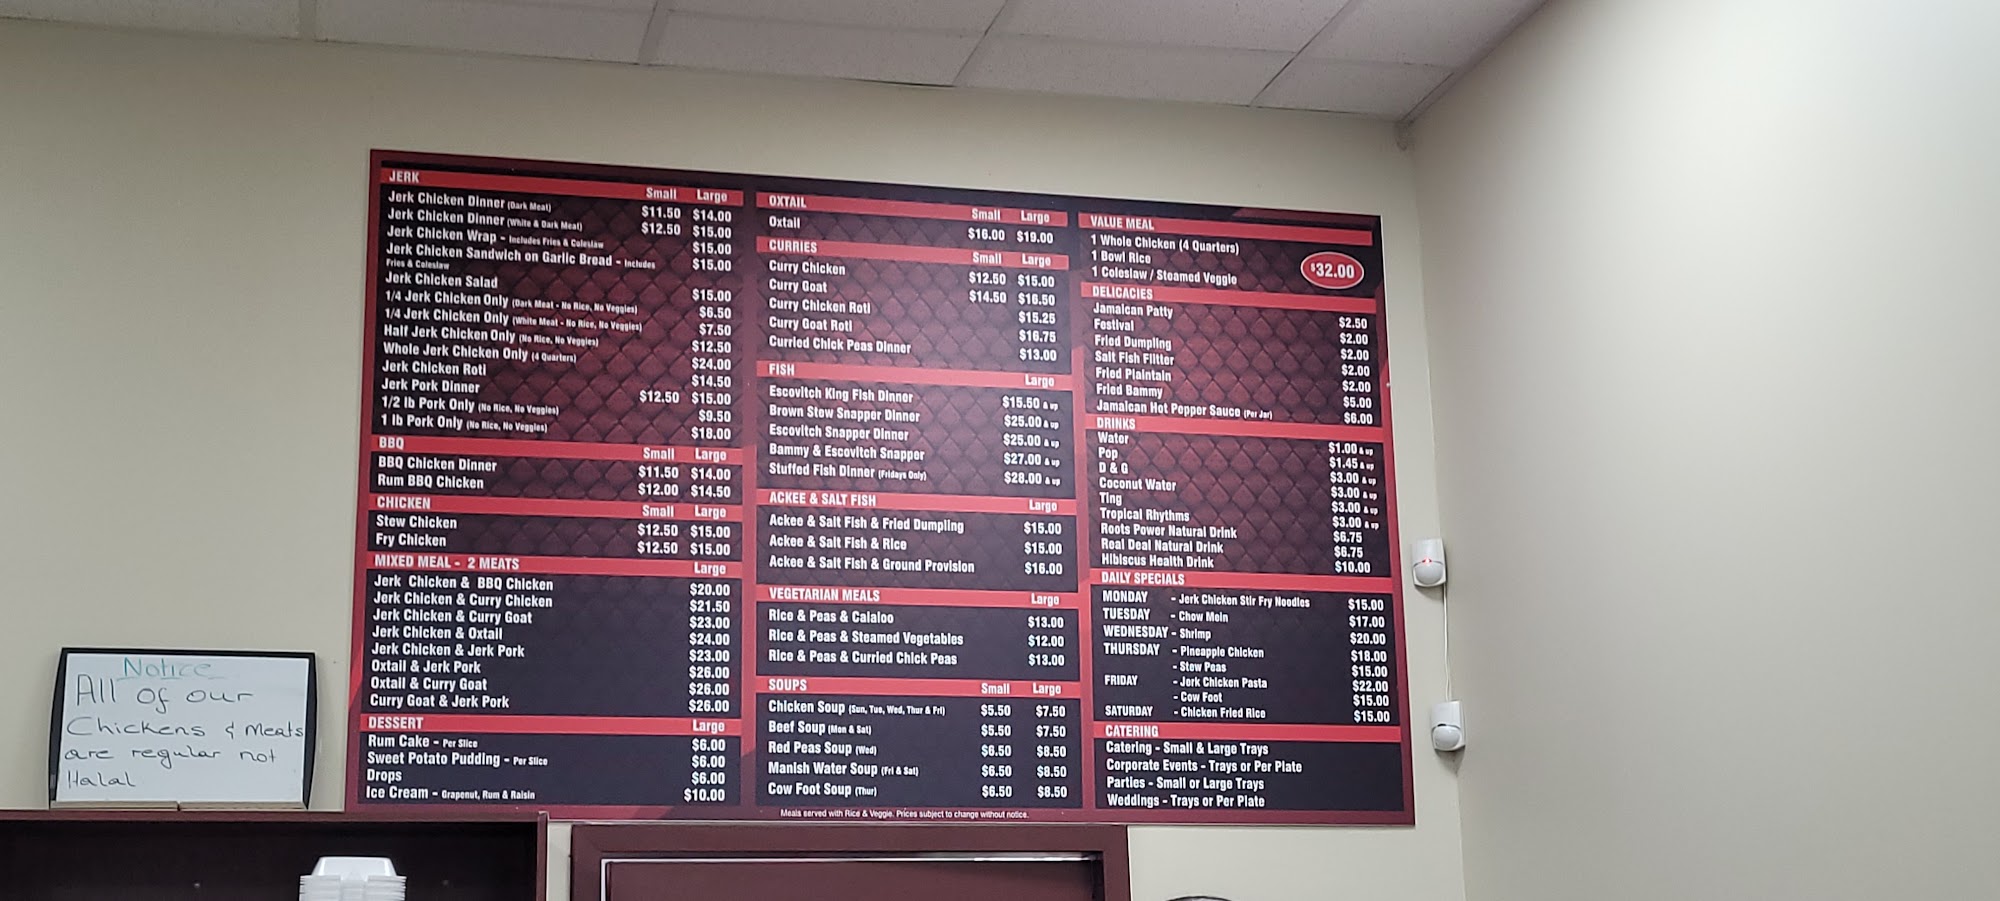 Notice
All of our
Chickens & Meats
are regular not
Halal
JERK
Small Large
Jerk Chicken Dinner (Dark Meat) $11.50 $14.00
Jerk Chicken Dinner (White & Dark Meat) $12.50 $15.00
Jerk Chicken Wrap - Includes Fries & Coleslaw $15.00
Jerk Chicken Sandwich on Garlic Bread - Includes $15.00
Fries & Coleslaw
Jerk Chicken Salad $15.00
1/4 Jerk Chicken Only (Dark Meat - No Rice, No Veggies) $6.50
1/4 Jerk Chicken Only (White Meat - No Rice, No Veggies) $7.50
Half Jerk Chicken Only (No Rice, No Veggies) $12.50
Whole Jerk Chicken Only (4 Quarters) $24.00
Jerk Chicken Roti $14.50
Jerk Pork Dinner $12.50 $15.00
1/2 lb Pork Only (No Rice, No Veggies) $9.50
1 lb Pork Only (No Rice, No Veggies) $18.00
BBQ Small Large
BBQ Chicken Dinner $11.50 $14.00
Rum BBQ Chicken $12.00 $14.50
CHICKEN Small Large
Stew Chicken $12.50 $15.00
Fry Chicken $12.50 $15.00
MIXED MEAL - 2 MEATS Large
Jerk Chicken & BBQ Chicken $20.00
Jerk Chicken & Curry Chicken $21.50
Jerk Chicken & Curry Goat $23.00
Jerk Chicken & Oxtail $24.00
Jerk Chicken & Jerk Pork $23.00
Oxtail & Jerk Pork $26.00
Oxtail & Curry Goat $26.00
Curry Goat & Jerk Pork $26.00
DESSERT Large
Rum Cake - Per Slice $6.00
Sweet Potato Pudding - Per Slice $6.00
Drops $6.00
Ice Cream - Grapenut, Rum & Raisin $10.00
OXTAIL Small Large
Oxtail $16.00 $19.00
CURRIES Small Large
Curry Chicken $12.50 $15.00
Curry Goat $14.50 $16.50
Curry Chicken Roti $15.25
Curry Goat Roti $16.75
Curried Chick Peas Dinner $13.00
FISH Large
Escovitch King Fish Dinner $15.50 & up
Brown Stew Snapper Dinner $25.00 & up
Escovitch Snapper Dinner $25.00 & up
Bammy & Escovitch Snapper $27.00 & up
Stuffed Fish Dinner (Fridays Only) $28.00 & up
ACKEE & SALT FISH Large
Ackee & Salt Fish & Fried Dumpling $15.00
Ackee & Salt Fish & Rice $15.00
Ackee & Salt Fish & Ground Provision $16.00
VEGETARIAN MEALS Large
Rice & Peas & Calaloo $13.00
Rice & Peas & Steamed Vegetables $12.00
Rice & Peas & Curried Chick Peas $13.00
SOUPS Small Large
Chicken Soup (Sun, Tue, Wed, Thur & Fri) $5.50 $7.50
Beef Soup (Mon & Sat) $5.50 $7.50
Red Peas Soup (Wed) $6.50 $8.50
Manish Water Soup (Fri & Sat) $6.50 $8.50
Cow Foot Soup (Thur) $6.50 $8.50
Meals served with Rice & Veggie. Prices subject to change without notice.
VALUE MEAL
1 Whole Chicken (4 Quarters)
1 Bowl Rice
1 Coleslaw / Steamed Veggie
$32.00
DELICACIES
Jamaican Patty $2.50
Festival $2.00
Fried Dumpling $2.00
Salt Fish Fitter $2.00
Fried Plaintain $2.00
Fried Bammy $5.00
Jamaican Hot Pepper Sauce (Per Jar) $6.00
DRINKS
Water $1.00 & up
Pop $1.45 & up
D & G $3.00 & up
Coconut Water $3.00 & up
Ting $3.00 & up
Tropical Rhythms $3.00 & up
Roots Power Natural Drink $6.75
Real Deal Natural Drink $6.75
Hibiscus Health Drink $10.00
DAILY SPECIALS
MONDAY - Jerk Chicken Stir Fry Noodles $15.00
TUESDAY - Chow Mein $17.00
WEDNESDAY - Shrimp $20.00
THURSDAY - Pineapple Chicken $18.00
- Stew Peas $15.00
FRIDAY - Jerk Chicken Pasta $22.00
- Cow Foot $15.00
SATURDAY - Chicken Fried Rice $15.00
CATERING
Catering - Small & Large Trays
Corporate Events - Trays or Per Plate
Parties - Small or Large Trays
Weddings - Trays or Per Plate